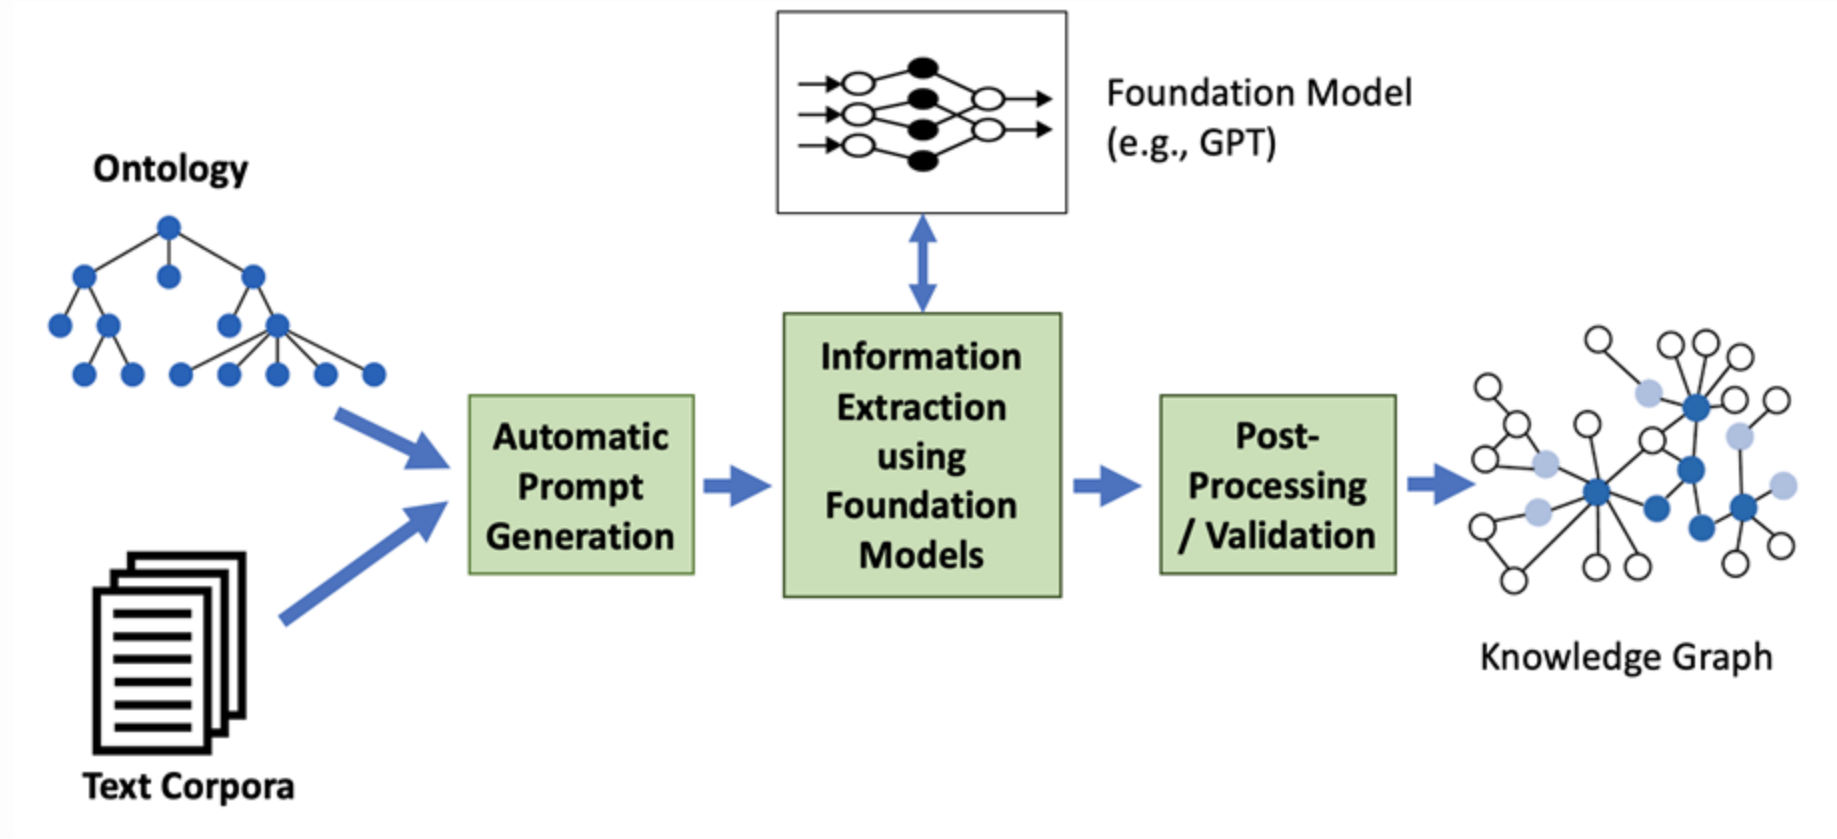 Foundation Model
(e.g., GPT)
Ontology
Text Corpora
Automatic
Prompt
Generation
Information
Extraction
using
Foundation
Models
Post-
Processing
/ Validation
Knowledge Graph